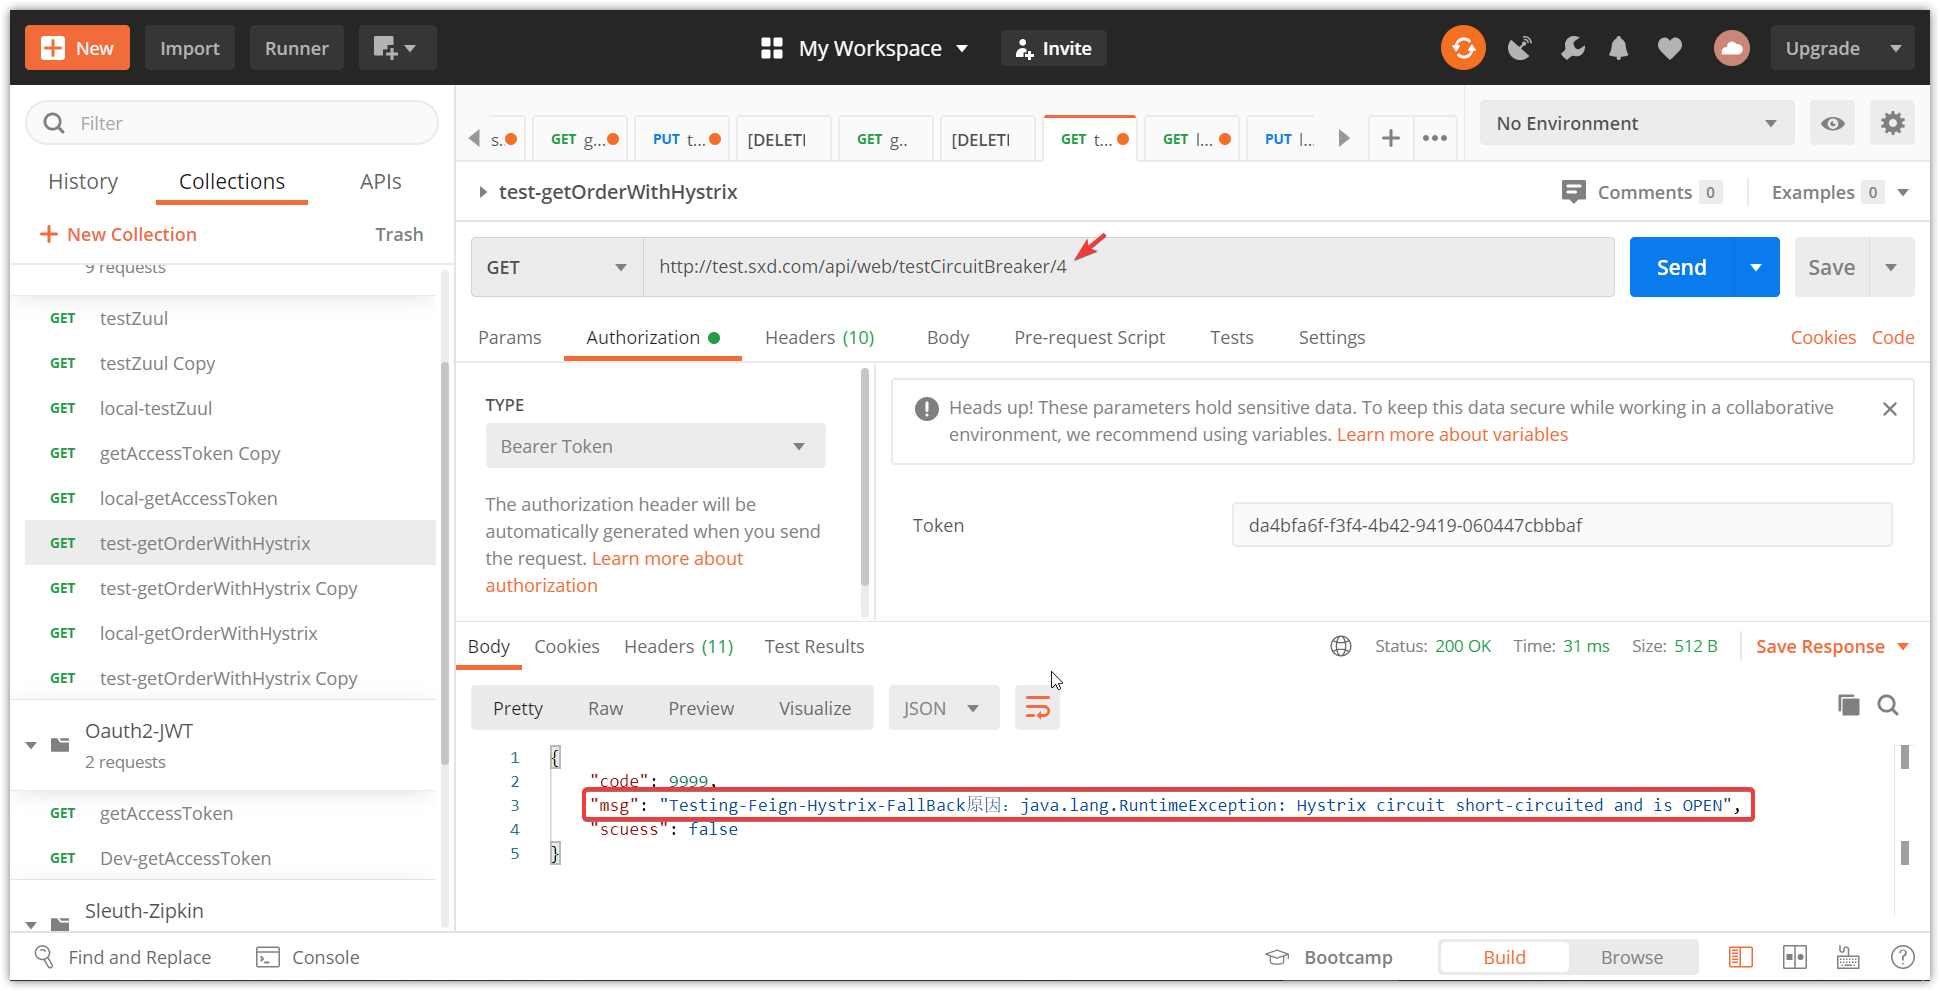 New
Import
Runner
My Workspace
Invite
Upgrade
Filter
History
Collections
APIs
New Collection
Trash
9 requests
GET testZuul
GET testZuul Copy
GET local-testZuul
GET getAccessToken Copy
GET local-getAccessToken
GET test-getOrderWithHystrix
GET test-getOrderWithHystrix Copy
GET local-getOrderWithHystrix
GET test-getOrderWithHystrix Copy
Oauth2-JWT
2 requests
GET getAccessToken
GET Dev-getAccessToken
Sleuth-Zipkin
s..
GET g...
PUT t...
[DELETI
GET g..
[DELETI
GET t...
GET l...
PUT l...
No Environment
test-getOrderWithHystrix
Comments 0
Examples 0
GET
http://test.sxd.com/api/web/testCircuitBreaker/4
Send
Save
Params
Authorization
Headers (10)
Body
Pre-request Script
Tests
Settings
Cookies
Code
TYPE
Bearer Token
The authorization header will be
automatically generated when you send
the request. Learn more about
authorization
Heads up! These parameters hold sensitive data. To keep this data secure while working in a collaborative
environment, we recommend using variables. Learn more about variables
Token
da4bfa6f-f3f4-4b42-9419-060447cbbbaf
Body
Cookies
Headers (11)
Test Results
Status: 200 OK
Time: 31 ms
Size: 512 B
Save Response
Pretty
Raw
Preview
Visualize
JSON
1 {
2 "code": 9999,
3 "msg": "Testing-Feign-Hystrix-FallBack原因：java.lang.RuntimeException: Hystrix circuit short-circuited and is OPEN",
4 "scuess": false
5 }
Find and Replace
Console
Bootcamp
Build
Browse